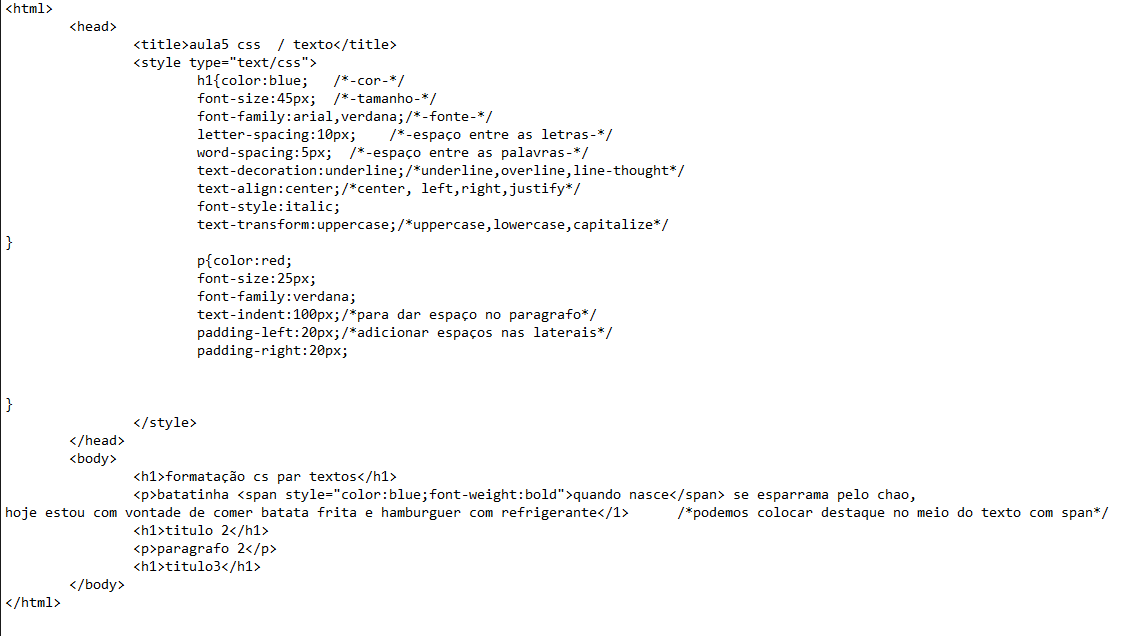 <html>
<head>
<title>aula5 css  / texto</title>
<style type="text/css">
h1{color:blue;   /*-cor-*/
font-size:45px;  /*-tamanho-*/
font-family:arial,verdana;/*-fonte-*/
letter-spacing:10px;    /*-espaço entre as letras-*/
word-spacing:5px;  /*-espaço entre as palavras-*/
text-decoration:underline;/*underline,overline,line-thought*/
text-align:center;/*center, left,right,justify*/
font-style:italic;
text-transform:uppercase;/*uppercase,lowercase,capitalize*/
}
p{color:red;
font-size:25px;
font-family:verdana;
text-indent:100px;/*para dar espaço no paragrafo*/
padding-left:20px;/*adicionar espaços nas laterais*/
padding-right:20px;
}
</style>
</head>
<body>
<h1>formatação cs par textos</h1>
<p>batatinha <span style="color:blue;font-weight:bold">quando nasce</span> se esparrama pelo chao,
hoje estou com vontade de comer batata frita e hamburguer com refrigerante</1>      /*podemos colocar destaque no meio do texto com span*/
<h1>titulo 2</h1>
<p>paragrafo 2</p>
<h1>titulo3</h1>
</body>
</html>